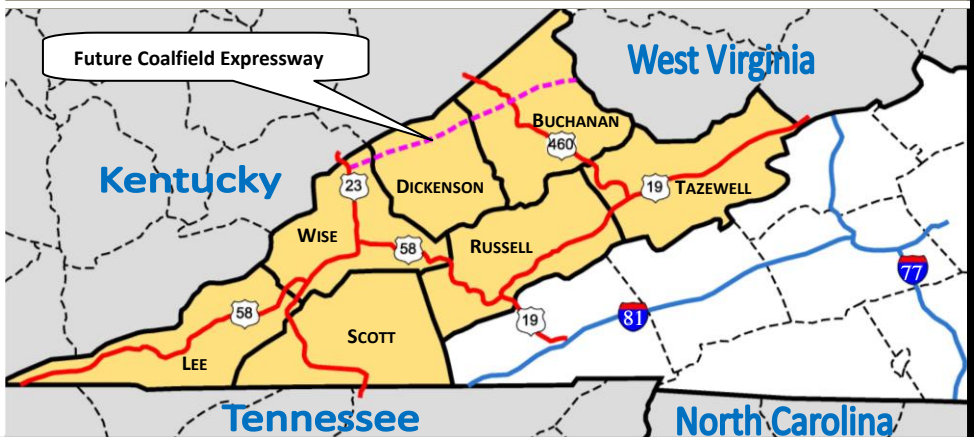 Future Coalfield Expressway
West Virginia
BUCHANAN
460
Kentucky
23
DICKENSON
19
TAZEWELL
WISE
58
RUSSELL
77
58
19
81
SCOTT
LEE
Tennessee
North Carolina